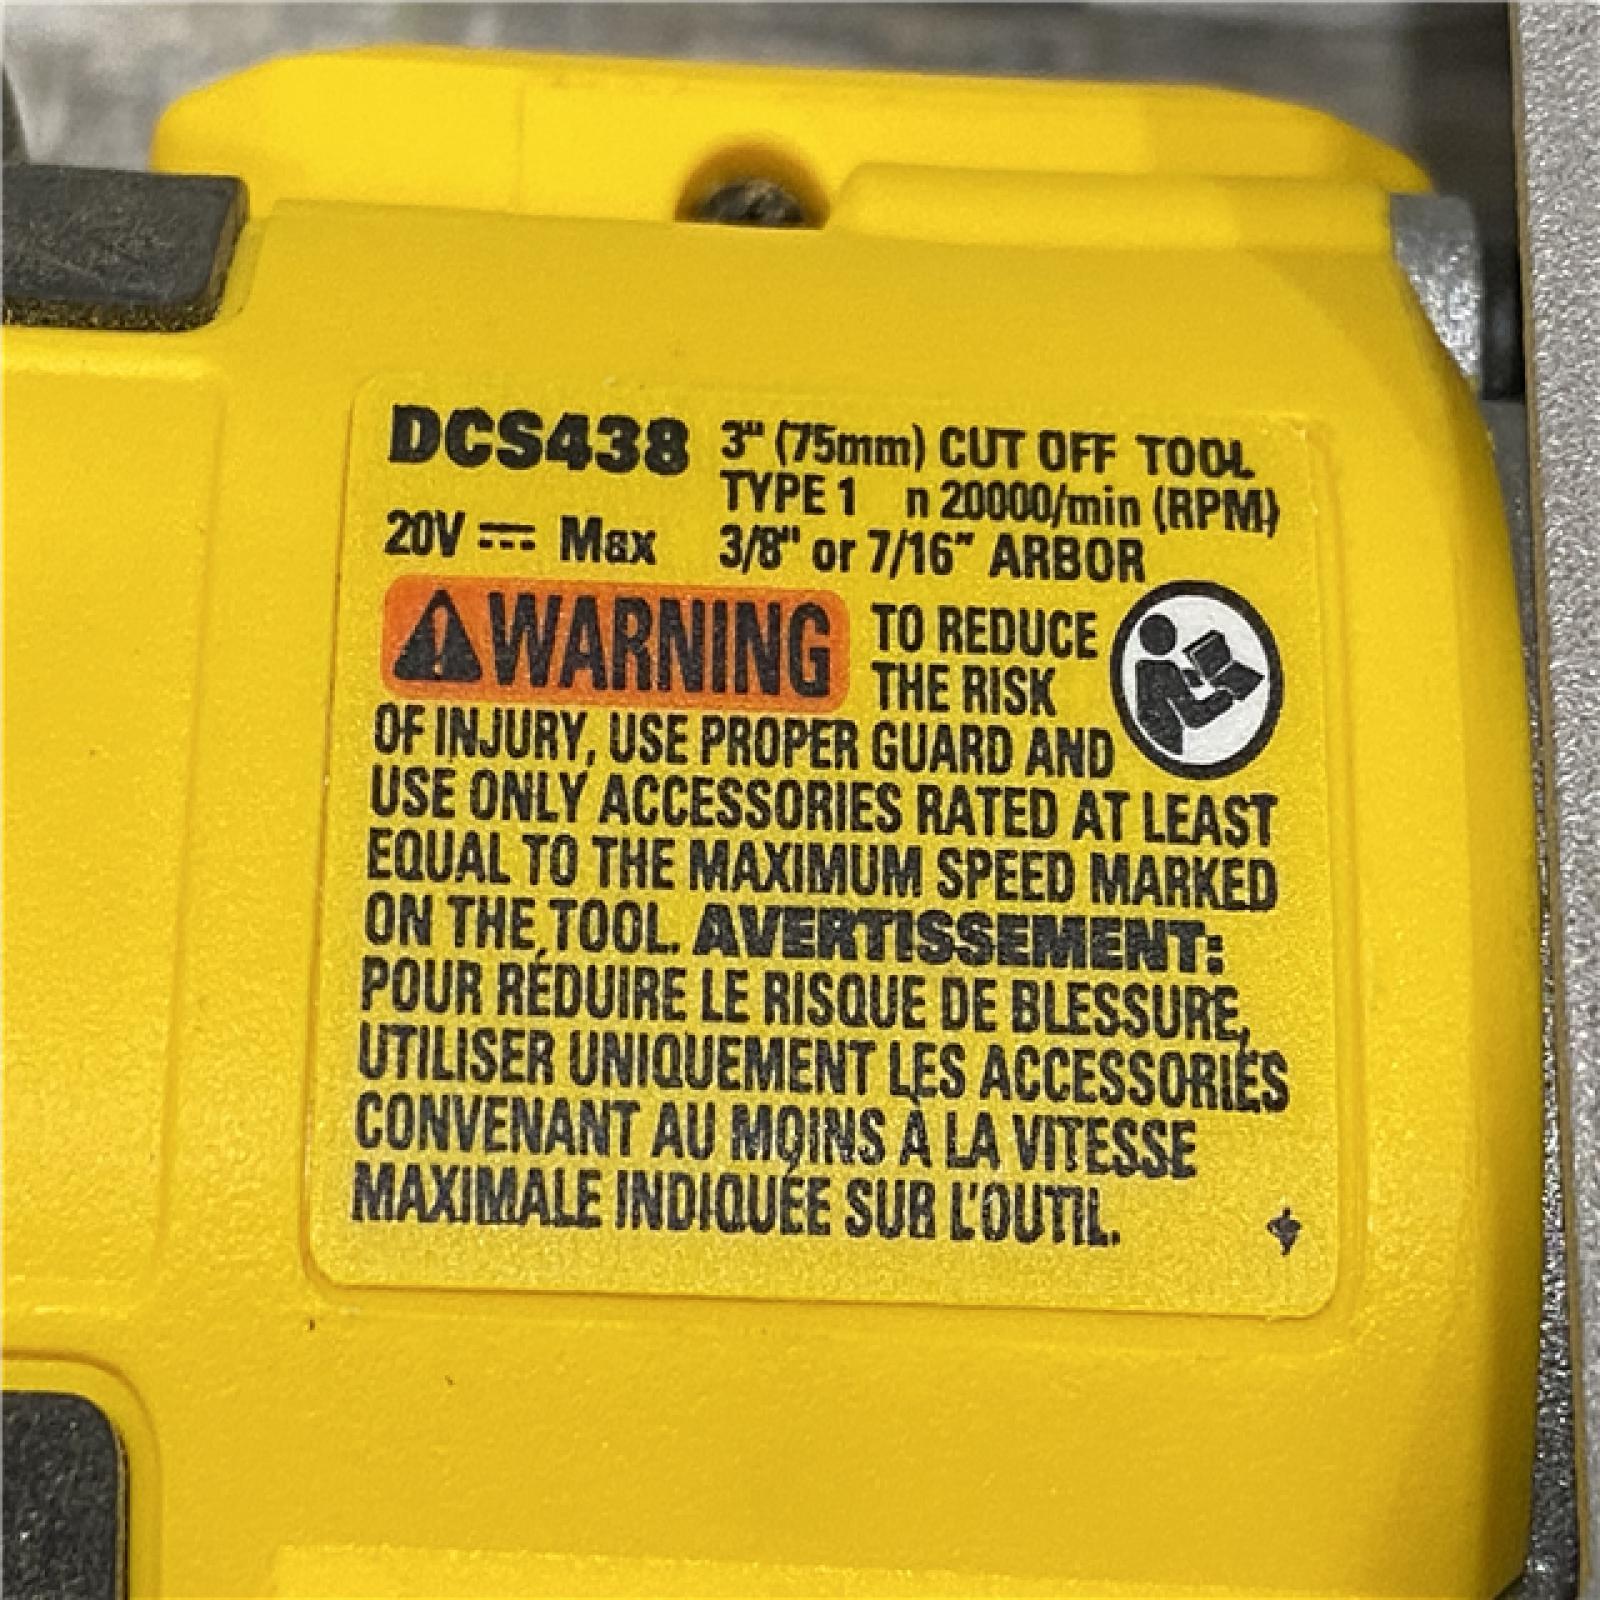 DCS438 3" (75mm) CUT OFF TOOL
TYPE 1 n 20000/min (RPM)
20V ⎓ Max 3/8" or 7/16" ARBOR
WARNING TO REDUCE
THE RISK
OF INJURY, USE PROPER GUARD AND
USE ONLY ACCESSORIES RATED AT LEAST
EQUAL TO THE MAXIMUM SPEED MARKED
ON THE TOOL. AVERTISSEMENT:
POUR RÉDUIRE LE RISQUE DE BLESSURE,
UTILISER UNIQUEMENT LES ACCESSORIES
CONVENANT AU MOINS À LA VITESSE
MAXIMALE INDIQUÉE SUR L'OUTIL.